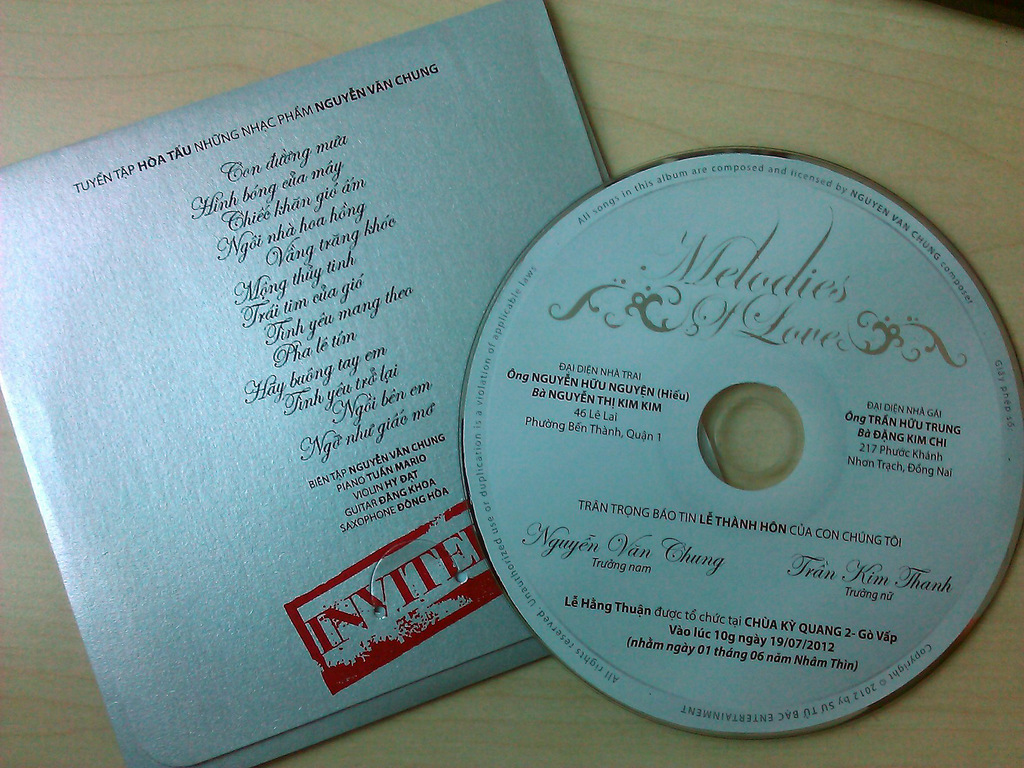 TUYỂN TẬP HÒA TẤU NHỮNG NHẠC PHẨM NGUYỄN VĂN CHUNG
Con đường mưa
Hình bóng của mây
Chiếc khăn gió ấm
Ngôi nhà hoa hồng
Vầng trăng khóc
Mộng thủy tinh
Trái tim của gió
Tình yêu mang theo
Pha lê tím
Hãy buông tay em
Tình yêu trở lại
Ngồi bên em
Ngỡ như giấc mơ
BIÊN TẬP NGUYỄN VĂN CHUNG
PIANO TUẤN MARIO
VIOLIN HY ĐẠT
GUITAR ĐĂNG KHOA
SAXOPHONE ĐÔNG HÒA
INVITE
All songs in this album are composed and licensed by NGUYEN VAN CHUNG composer
Melodies
Of Love
ĐẠI DIỆN NHÀ TRAI
Ông NGUYỄN HỮU NGUYỆN (Hiếu)
Bà NGUYỄN THỊ KIM KIM
46 Lê Lai
Phường Bến Thành, Quận 1
ĐẠI DIỆN NHÀ GÁI
Ông TRẦN HỮU TRUNG
Bà ĐẶNG KIM CHI
217 Phước Khánh
Nhơn Trạch, Đồng Nai
TRÂN TRỌNG BÁO TIN LỄ THÀNH HÔN CỦA CON CHÚNG TÔI
Nguyễn Văn Chung
Trưởng nam
Trần Kim Thanh
Trưởng nữ
Lễ Hằng Thuận được tổ chức tại CHÙA KỲ QUANG 2- Gò Vấp
Vào lúc 10g ngày 19/07/2012
(nhằm ngày 01 tháng 06 năm Nhâm Thìn)
Giấy phép số:
Copyright © 2012 by SƯ TỬ BẠC ENTERTAINMENT
All rights reserved. Unauthorized use or duplication is a violation of applicable laws